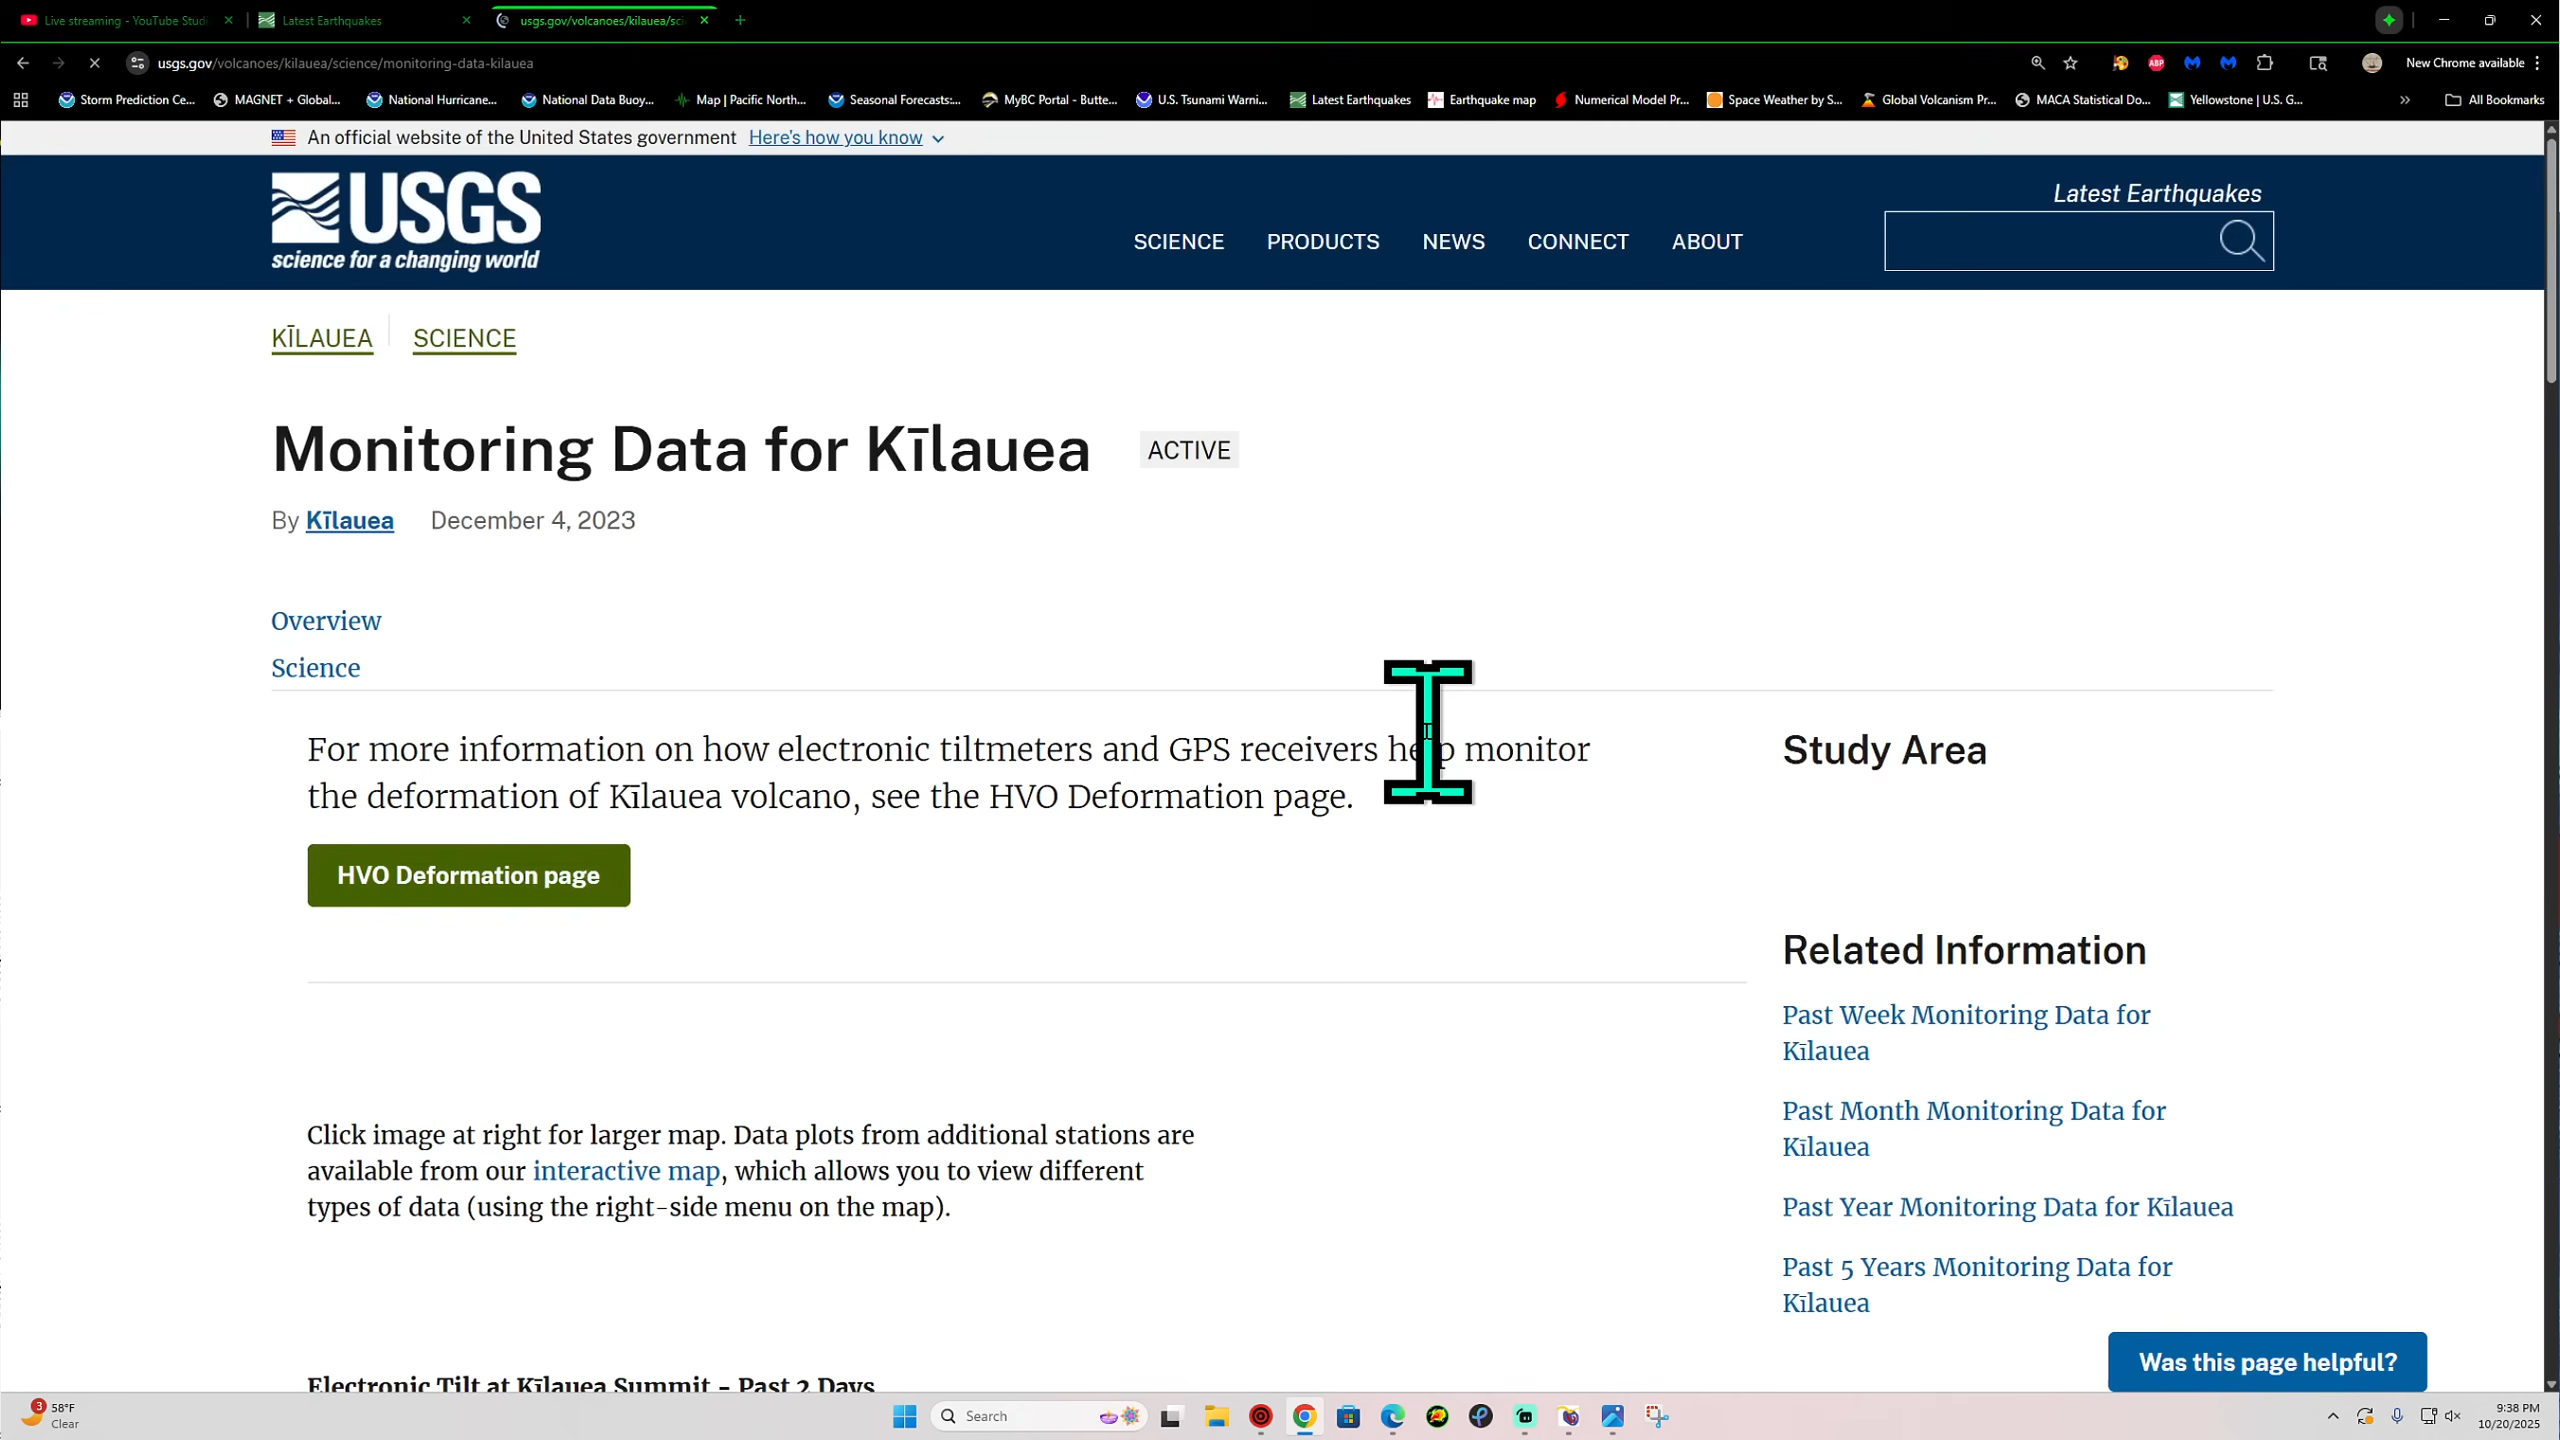 Live streaming - YouTube Studi
Latest Earthquakes
usgs.gov/volcanoes/kilauea/sci
usgs.gov/volcanoes/kilauea/science/monitoring-data-kilauea
ABP
New Chrome available
Storm Prediction Ce...
MAGNET + Global...
National Hurricane...
National Data Buoy...
Map | Pacific North...
Seasonal Forecasts:...
MyBC Portal - Butte...
U.S. Tsunami Warni...
Latest Earthquakes
Earthquake map
Numerical Model Pr...
Space Weather by S...
Global Volcanism Pr...
MACA Statistical Do...
Yellowstone | U.S. G...
All Bookmarks
An official website of the United States government Here's how you know
USGS
science for a changing world
Latest Earthquakes
SCIENCE PRODUCTS NEWS CONNECT ABOUT
KĪLAUEA SCIENCE
Monitoring Data for Kīlauea ACTIVE
By Kīlauea December 4, 2023
Overview
Science
For more information on how electronic tiltmeters and GPS receivers help monitor
the deformation of Kīlauea volcano, see the HVO Deformation page.
HVO Deformation page
Click image at right for larger map. Data plots from additional stations are
available from our interactive map, which allows you to view different
types of data (using the right-side menu on the map).
Electronic Tilt at Kīlauea Summit - Past 2 Days
Study Area
Related Information
Past Week Monitoring Data for
Kīlauea
Past Month Monitoring Data for
Kīlauea
Past Year Monitoring Data for Kīlauea
Past 5 Years Monitoring Data for
Kīlauea
Was this page helpful?
3
58°F
Clear
Search
9:38 PM
10/20/2025